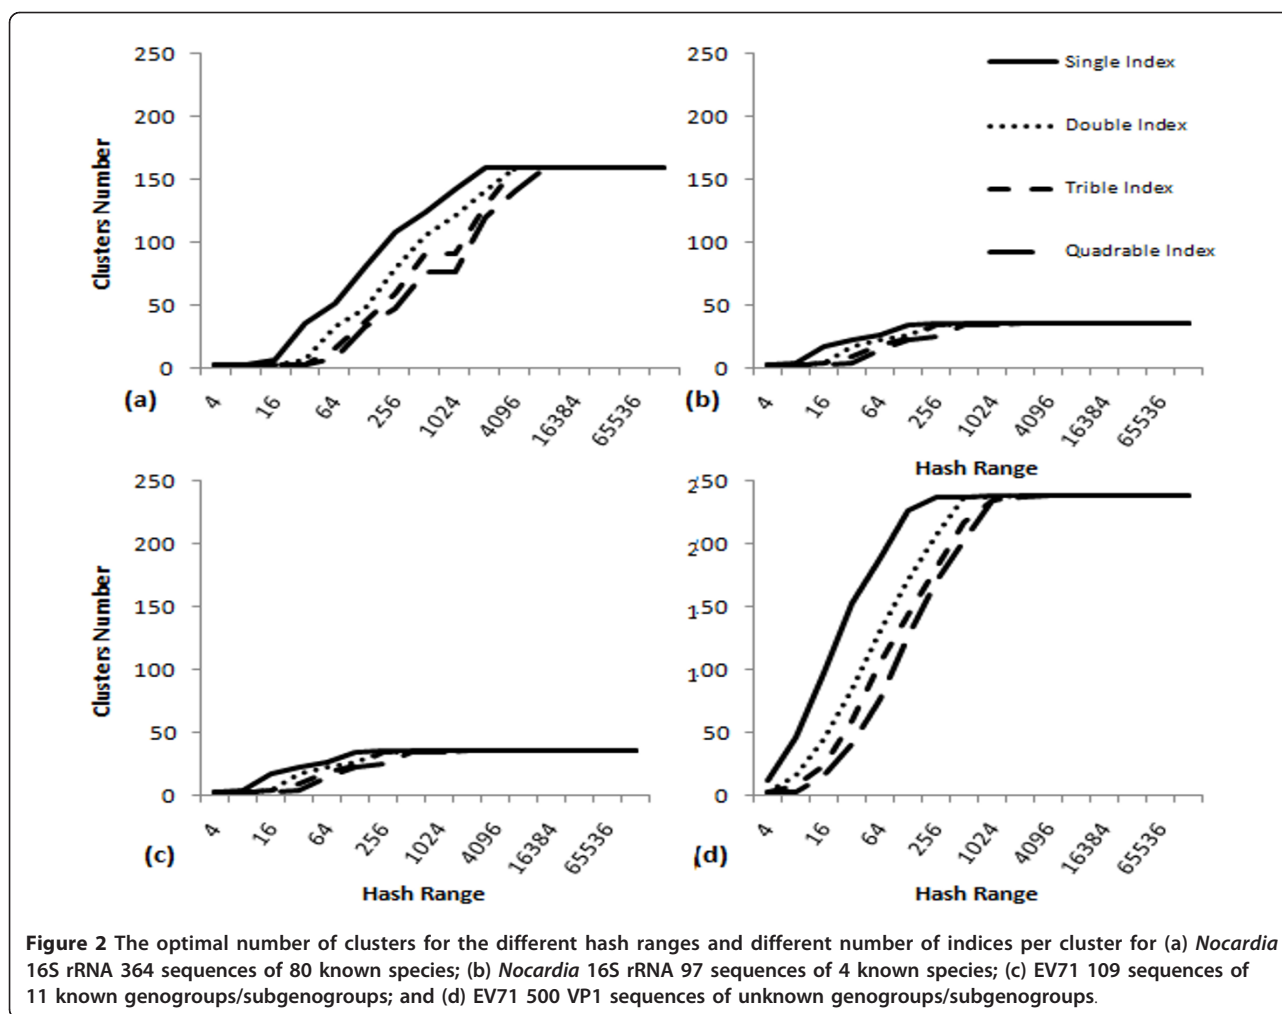 250
200
150
100
50
0
Clusters Number
4 16 64 256 1024 4096 16384 65536
(a)
250
200
150
100
50
0
Single Index
Double Index
Trible Index
Quadrable Index
4 16 64 256 1024 4096 16384 65536
(b)
Hash Range
250
200
150
100
50
0
Clusters Number
4 16 64 256 1024 4096 16384 65536
(c)
Hash Range
250
200
150
100
50
0
4 16 64 256 1024 4096 16384 65536
(d)
Hash Range
Figure 2 The optimal number of clusters for the different hash ranges and different number of indices per cluster for (a) Nocardia
16S rRNA 364 sequences of 80 known species; (b) Nocardia 16S rRNA 97 sequences of 4 known species; (c) EV71 109 sequences of
11 known genogroups/subgenogroups; and (d) EV71 500 VP1 sequences of unknown genogroups/subgenogroups.